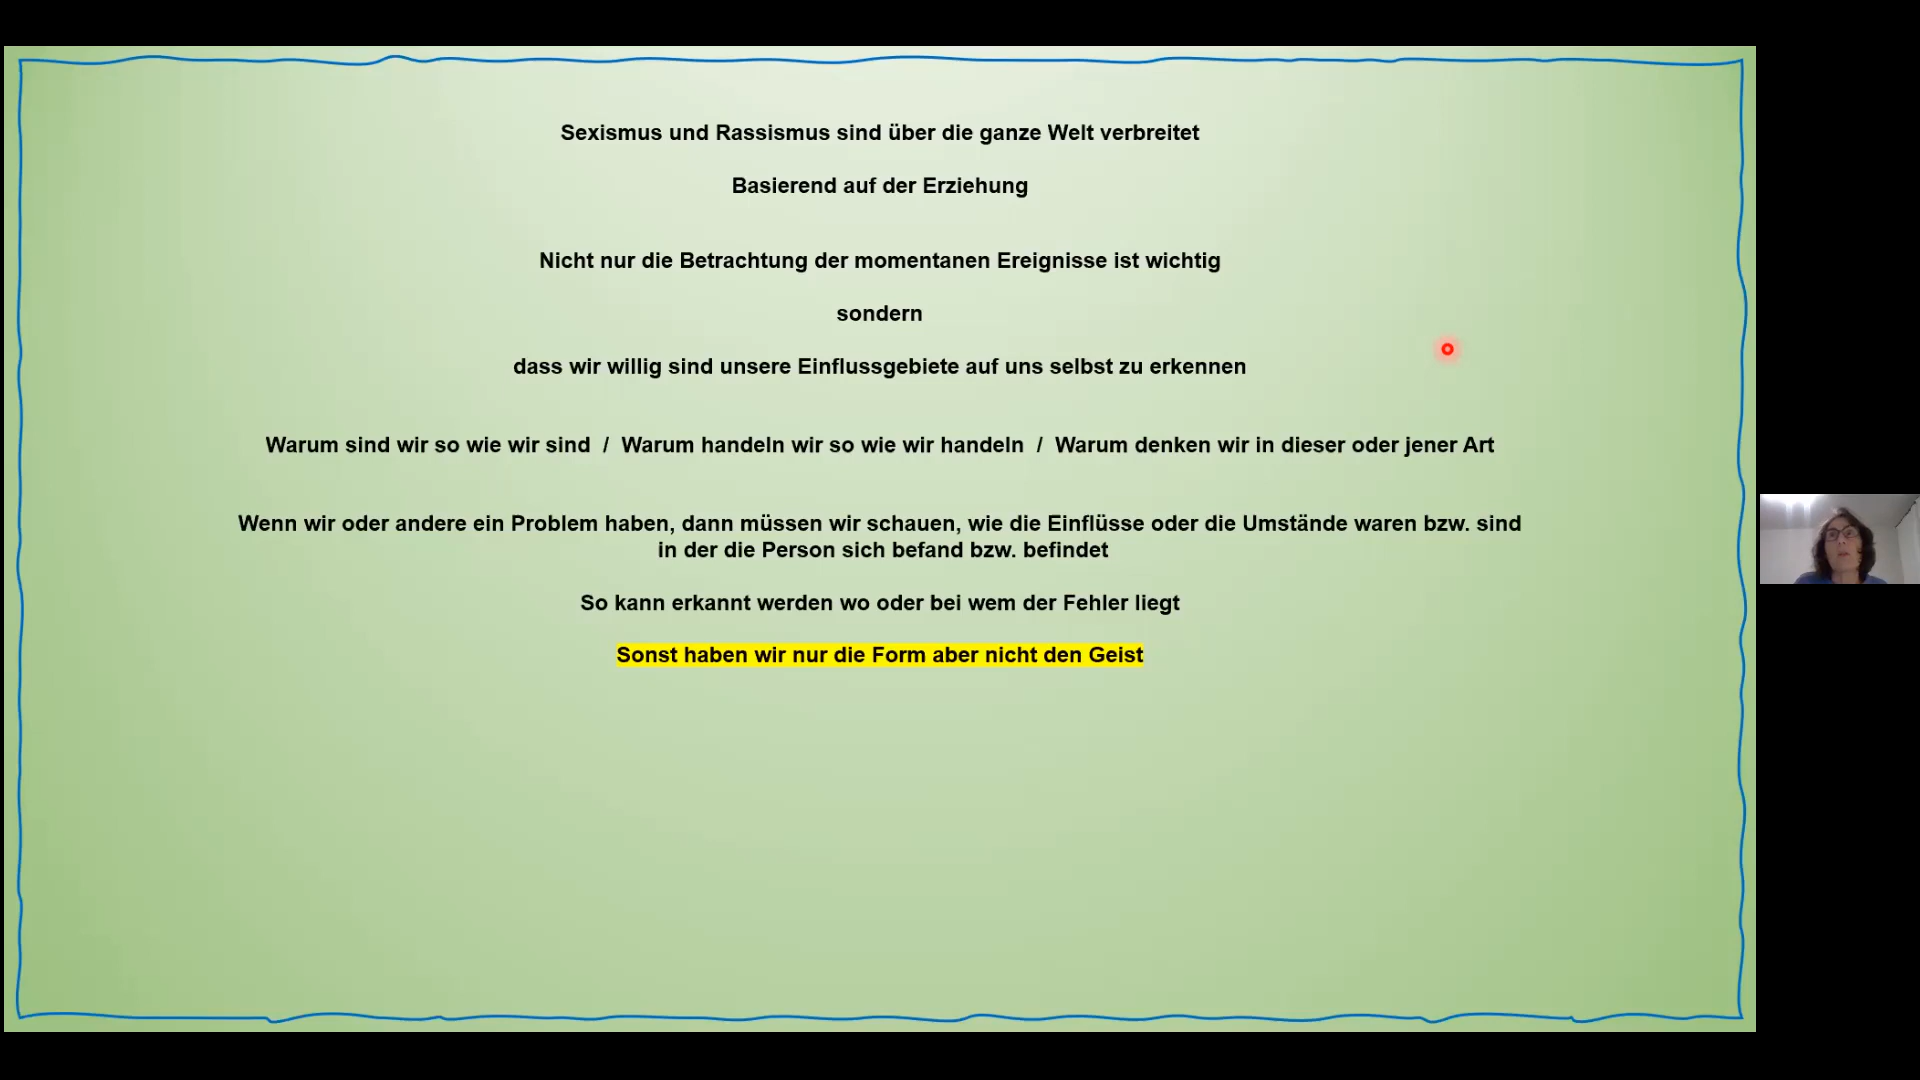 Sexismus und Rassismus sind über die ganze Welt verbreitet
Basierend auf der Erziehung
Nicht nur die Betrachtung der momentanen Ereignisse ist wichtig
sondern
dass wir willig sind unsere Einflussgebiete auf uns selbst zu erkennen
Warum sind wir so wie wir sind / Warum handeln wir so wie wir handeln / Warum denken wir in dieser oder jener Art
Wenn wir oder andere ein Problem haben, dann müssen wir schauen, wie die Einflüsse oder die Umstände waren bzw. sind
in der die Person sich befand bzw. befindet
So kann erkannt werden wo oder bei wem der Fehler liegt
Sonst haben wir nur die Form aber nicht den Geist